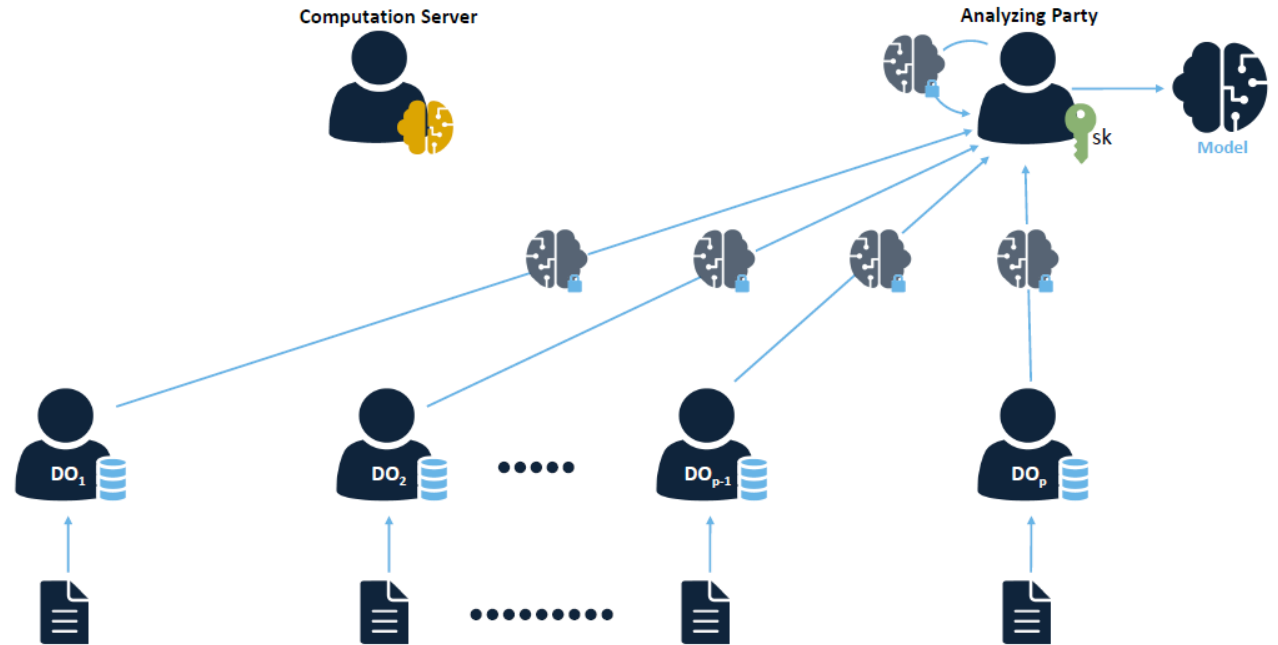 Computation Server
Analyzing Party
sk
Model
DO1
DO2
DOp-1
DOp